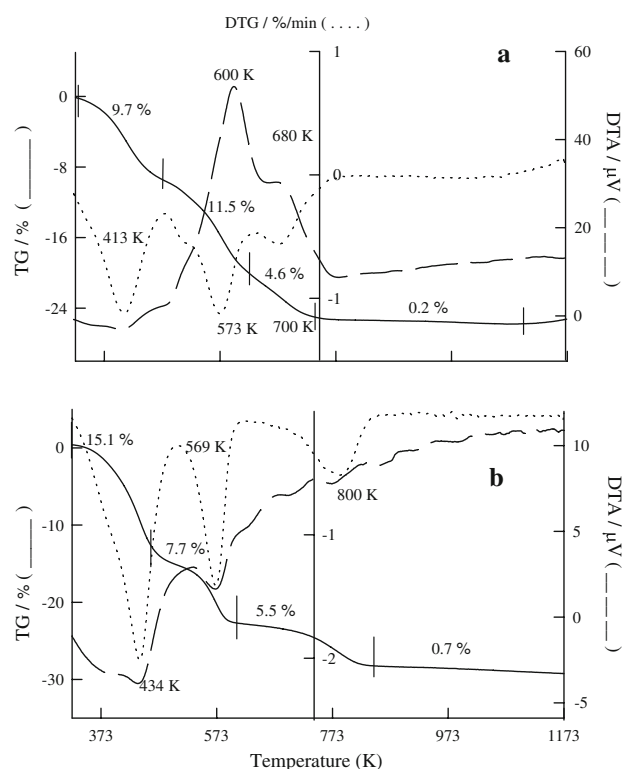 DTG / %/min ( . . . . )
a
600 K
9.7 %
680 K
11.5 %
413 K
4.6 %
573 K
700 K
0.2 %
0
-8
-16
-24
TG / % ( _____ )
1
0
-1
60
40
20
0
DTA / µV ( __ __ __ )
b
15.1 %
569 K
7.7 %
800 K
5.5 %
434 K
0.7 %
0
-10
-20
-30
TG / % ( _____ )
-1
-2
10
5
0
-5
DTA / µV ( __ __ __ )
373
573
773
973
1173
Temperature (K)